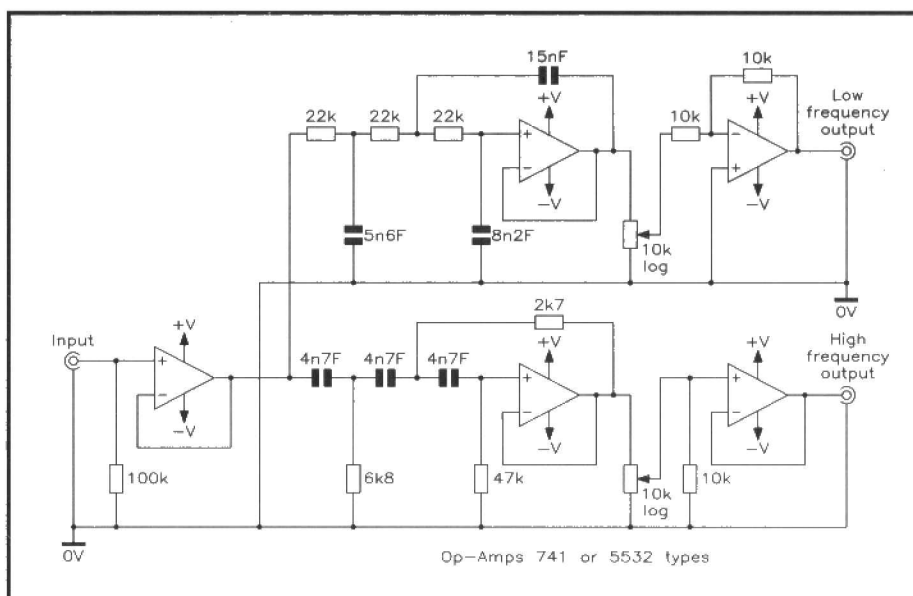 15nF
10k
+V
+V
Low
frequency
output
22k
22k
22k
10k
+
-
-
+
-V
-V
5n6F
8n2F
10k
log
0V
Input
+V
2k7
High
frequency
output
4n7F
4n7F
4n7F
+V
+V
+
-
+
-
+
-
-V
-V
-V
100k
6k8
47k
10k
log
10k
0V
Op-Amps 741 or 5532 types